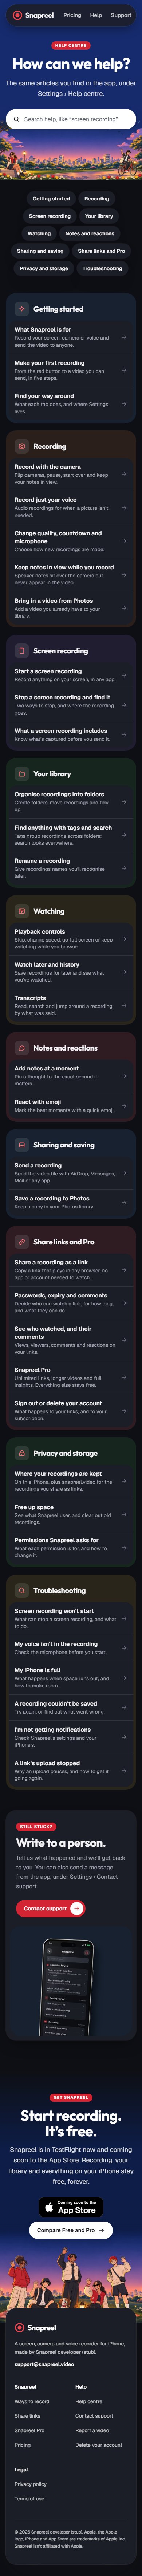 Snapreel Pricing Help Support
HELP CENTRE
How can we help?
The same answers you find in the app, under
Settings › Help centre.
Search help, like “screen recording”
Getting started Recording
Screen recording Your library
Watching Notes and reactions
Sharing and saving Share links and Pro
Privacy and storage Troubleshooting
Getting started
What Snapreel is for
Record your screen, camera or voice and
send the video to anyone.
Make your first recording
From the red button to a video you can
send, in five steps.
Find your way around
What each tab does, and where Settings
lives.
Recording
Record with the camera
Flip cameras, pause, start over and keep
your notes in view.
Record just your voice
Audio recordings for when a picture isn't
needed.
Change quality, countdown and
microphone
Choose how new recordings are made.
Keep notes in view while you record
Speaker notes sit over the camera but
never appear in the video.
Bring in a video from Photos
Add a video you already have to your
library.
Screen recording
Start a screen recording
Record anything on your screen, in any app.
Stop a screen recording and find it
Two ways to stop, and where the recording
goes.
What a screen recording includes
Know what's captured before you send it.
Your library
Organise recordings into folders
Create folders, move recordings and tidy
up.
Find anything with tags and search
Tags group recordings across folders;
search looks everywhere.
Rename a recording
Give recordings names you'll recognise
later.
Watching
Playback controls
Skip, change speed, go full screen or keep
watching while you browse.
Watch later and history
Save recordings for later and see what
you've watched.
Transcripts
Read, search and jump around a recording
by what was said.
Notes and reactions
Add notes at a moment
Pin a thought to the exact second it
matters.
React with emoji
Mark the best moments with a quick emoji.
Sharing and saving
Send a recording
Send the video file with AirDrop, Messages,
Mail or any app.
Save a recording to Photos
Keep a copy in your Photos library.
Share links and Pro
Share a recording as a link
Copy a link that plays in any browser, no
app or account needed to watch.
Passwords, expiry and comments
Decide who can watch a link, for how long,
and what they can do.
See who watched, and their
comments
Views, viewers, comments and reactions on
your links.
Snapreel Pro
Unlimited links, longer videos and full
insights. Everything else stays free.
Sign out or delete your account
What happens to your links, and to your
subscription.
Privacy and storage
Where your recordings are kept
On this iPhone, plus snapreel.video for the
recordings you share as links.
Free up space
See what Snapreel uses and clear out old
recordings.
Permissions Snapreel asks for
What each permission is for, and how to
change it.
Troubleshooting
Screen recording won't start
What can stop a screen recording, and what
to do.
My voice isn't in the recording
Check the microphone before you start.
My iPhone is full
What happens when space runs out, and
how to make room.
A recording couldn't be saved
Try again, or find out what went wrong.
I'm not getting notifications
Check Snapreel's settings and your
iPhone's.
A link's upload stopped
Why an upload pauses, and how to get it
going again.
STILL STUCK?
Write to a person.
Tell us what happened and we'll get back
to you. You can also send a message
from the app, under Settings › Contact
support.
Contact support
GET SNAPREEL
Start recording.
It's free.
Snapreel is in TestFlight now and coming
soon to the App Store. Recording, your
library and everything on your iPhone stay
free, forever.
Coming soon to the
App Store
Compare Free and Pro
Snapreel
A screen, camera and voice recorder for iPhone,
made by Snapreel developer (stub).
support@snapreel.video
Snapreel Help
Ways to record Help centre
Share links Contact support
Snapreel Pro Report a video
Pricing Delete your account
Legal
Privacy policy
Terms of use
© 2026 Snapreel developer (stub). Apple, the Apple
logo, iPhone and App Store are trademarks of Apple Inc.
Snapreel isn't affiliated with Apple.